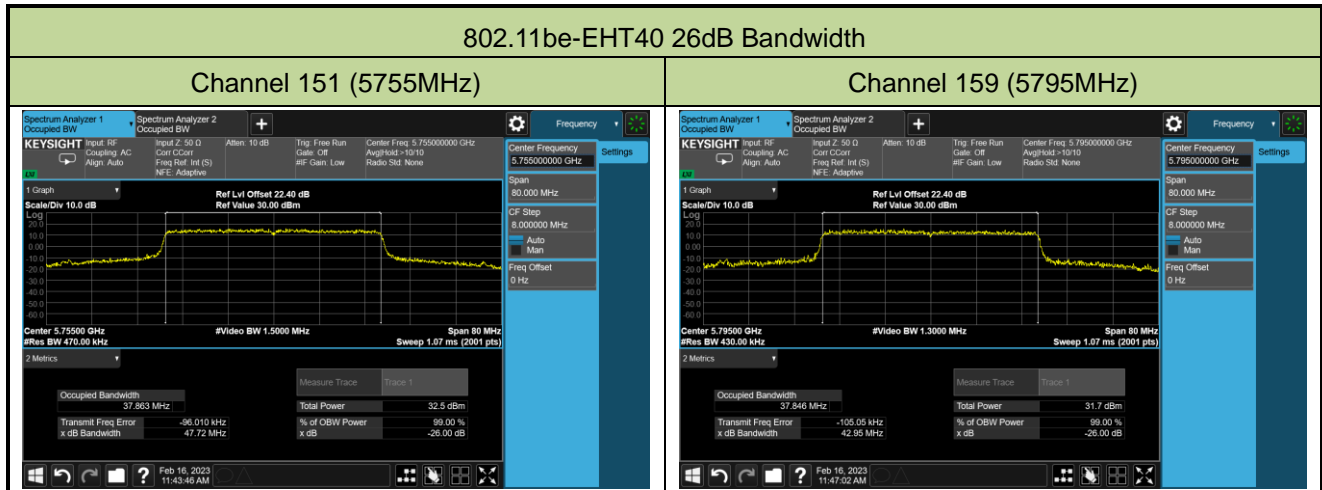 802.11be-EHT40 26dB Bandwidth
Channel 151 (5755MHz)
Channel 159 (5795MHz)
Spectrum Analyzer 1
Occupied BW
Spectrum Analyzer 2
Occupied BW
+
Frequency
KEYSIGHT
Input: RF
Coupling: AC
Align: Auto
Input Z: 50 Ω
Corr CCorr
Freq Ref: Int (S)
NFE: Adaptive
Atten: 10 dB
Trig: Free Run
Gate: Off
#IF Gain: Low
Center Freq: 5.755000000 GHz
Avg|Hold:>10/10
Radio Std: None
Center Frequency
5.755000000 GHz
Settings
Span
80.000 MHz
CF Step
8.000000 MHz
Auto
Man
Freq Offset
0 Hz
1 Graph
Scale/Div 10.0 dB
Ref Lvl Offset 22.40 dB
Ref Value 30.00 dBm
Log
20.0
10.0
0.00
-10.0
-20.0
-30.0
-40.0
-50.0
-60.0
Center 5.75500 GHz
#Res BW 470.00 kHz
#Video BW 1.5000 MHz
Span 80 MHz
Sweep 1.07 ms (2001 pts)
2 Metrics
Measure Trace Trace 1
Occupied Bandwidth
37.863 MHz
Total Power 32.5 dBm
Transmit Freq Error -96.010 kHz
% of OBW Power 99.00 %
x dB Bandwidth 47.72 MHz
x dB -26.00 dB
?
Feb 16, 2023
11:43:46 AM
Spectrum Analyzer 1
Occupied BW
Spectrum Analyzer 2
Occupied BW
+
Frequency
KEYSIGHT
Input: RF
Coupling: AC
Align: Auto
Input Z: 50 Ω
Corr CCorr
Freq Ref: Int (S)
NFE: Adaptive
Atten: 10 dB
Trig: Free Run
Gate: Off
#IF Gain: Low
Center Freq: 5.795000000 GHz
Avg|Hold:>10/10
Radio Std: None
Center Frequency
5.795000000 GHz
Settings
Span
80.000 MHz
CF Step
8.000000 MHz
Auto
Man
Freq Offset
0 Hz
1 Graph
Scale/Div 10.0 dB
Ref Lvl Offset 22.40 dB
Ref Value 30.00 dBm
Log
20.0
10.0
0.00
-10.0
-20.0
-30.0
-40.0
-50.0
-60.0
Center 5.79500 GHz
#Res BW 430.00 kHz
#Video BW 1.3000 MHz
Span 80 MHz
Sweep 1.07 ms (2001 pts)
2 Metrics
Measure Trace Trace 1
Occupied Bandwidth
37.846 MHz
Total Power 31.7 dBm
Transmit Freq Error -105.05 kHz
% of OBW Power 99.00 %
x dB Bandwidth 42.95 MHz
x dB -26.00 dB
?
Feb 16, 2023
11:47:02 AM